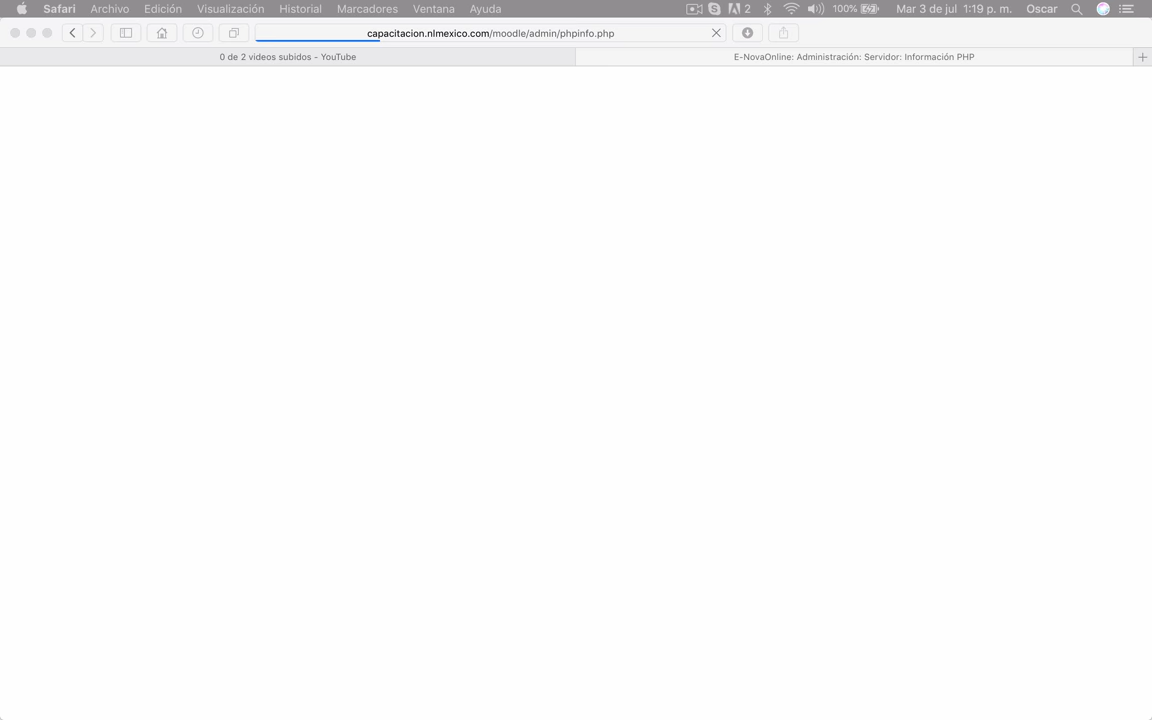 Safari Archivo Edición Visualización Historial Marcadores Ventana Ayuda 2 100% Mar 3 de jul 1:19 p. m. Oscar
capacitacion.nlmexico.com/moodle/admin/phpinfo.php
0 de 2 videos subidos - YouTube E-NovaOnline: Administración: Servidor: Información PHP